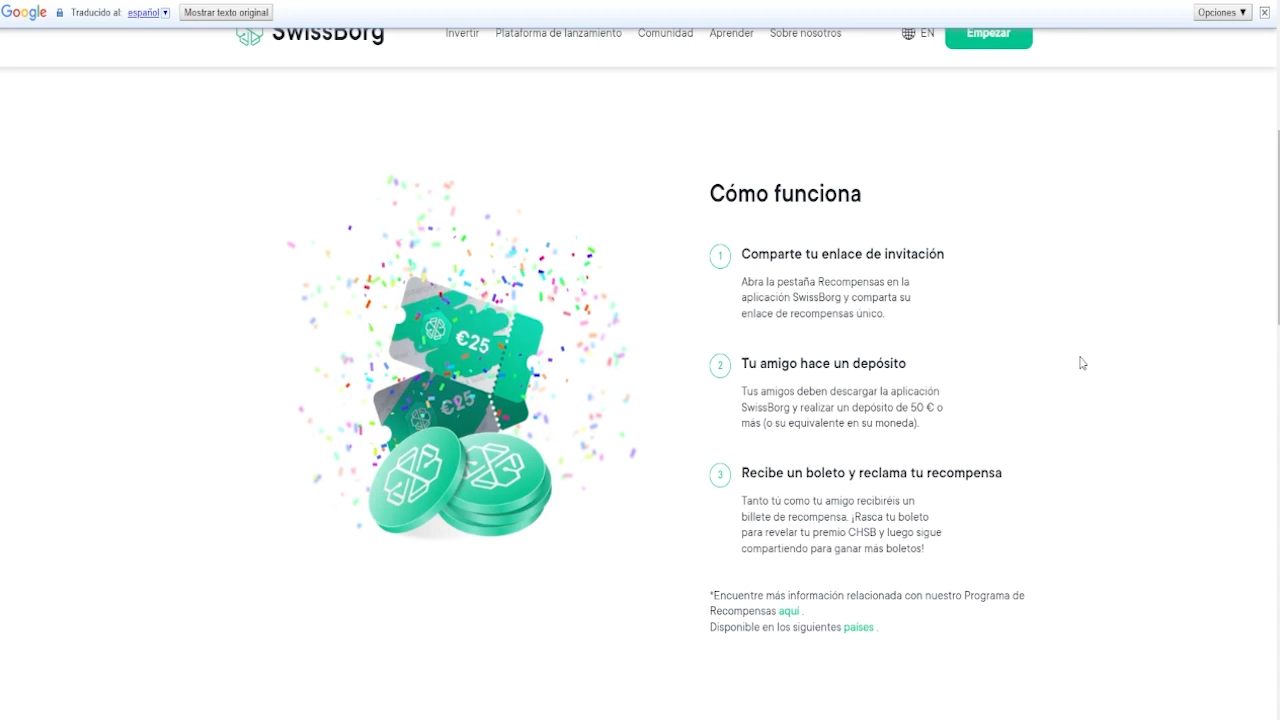 Google Traducido al: español Mostrar texto original Opciones ▼
SwissBorg Invertir Plataforma de lanzamiento Comunidad Aprender Sobre nosotros EN Empezar
Cómo funciona
1 Comparte tu enlace de invitación
Abra la pestaña Recompensas en la
aplicación SwissBorg y comparta su
enlace de recompensas único.
€25
2 Tu amigo hace un depósito
Tus amigos deben descargar la aplicación
SwissBorg y realizar un depósito de 50 € o
más (o su equivalente en su moneda).
€25
3 Recibe un boleto y reclama tu recompensa
Tanto tú como tu amigo recibiréis un
billete de recompensa. ¡Rasca tu boleto
para revelar tu premio CHSB y luego sigue
compartiendo para ganar más boletos!
*Encuentre más información relacionada con nuestro Programa de
Recompensas aquí .
Disponible en los siguientes países .